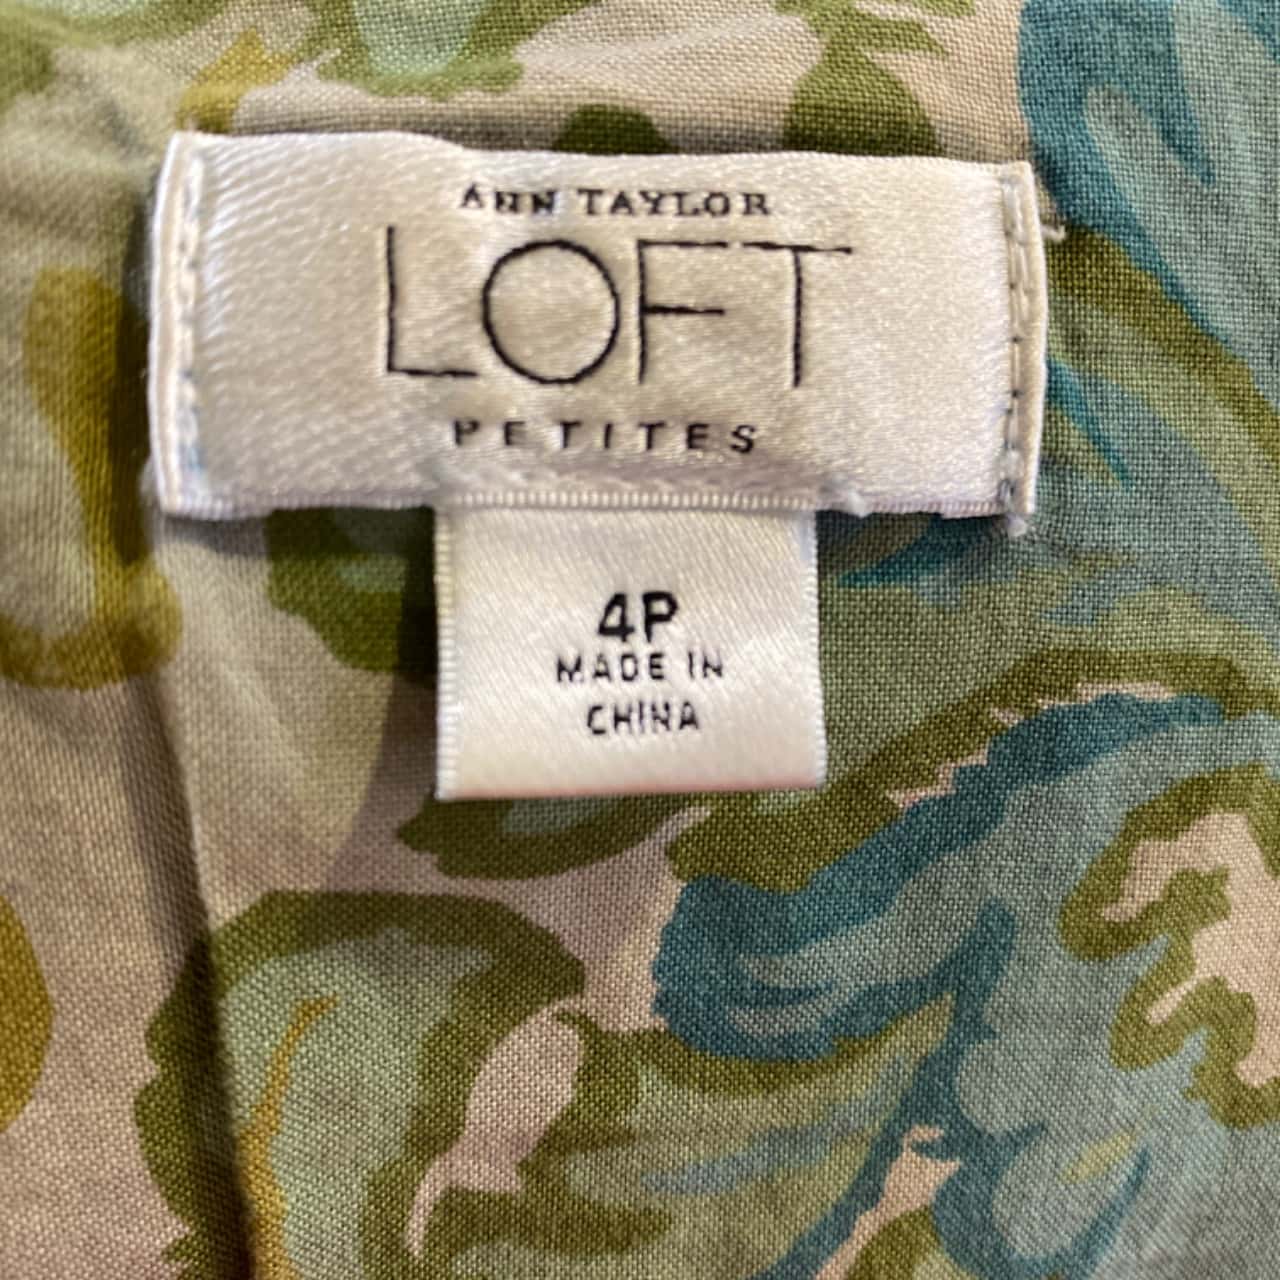 ANN TAYLOR
LOFT
PETITES
4P
MADE IN
CHINA